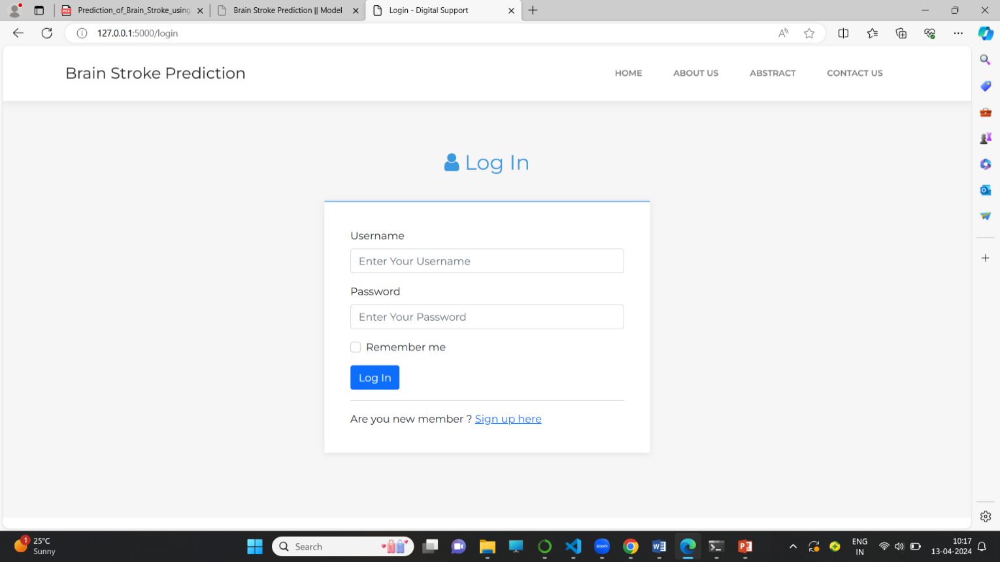 Prediction_of_Brain_Stroke_using
Brain Stroke Prediction || Model
Login - Digital Support
127.0.0.1:5000/login
Brain Stroke Prediction
HOME
ABOUT US
ABSTRACT
CONTACT US
Log In
Username
Enter Your Username
Password
Enter Your Password
Remember me
Log In
Are you new member ? Sign up here
1
25°C
Sunny
Search
zoom
ENG
IN
10:17
13-04-2024